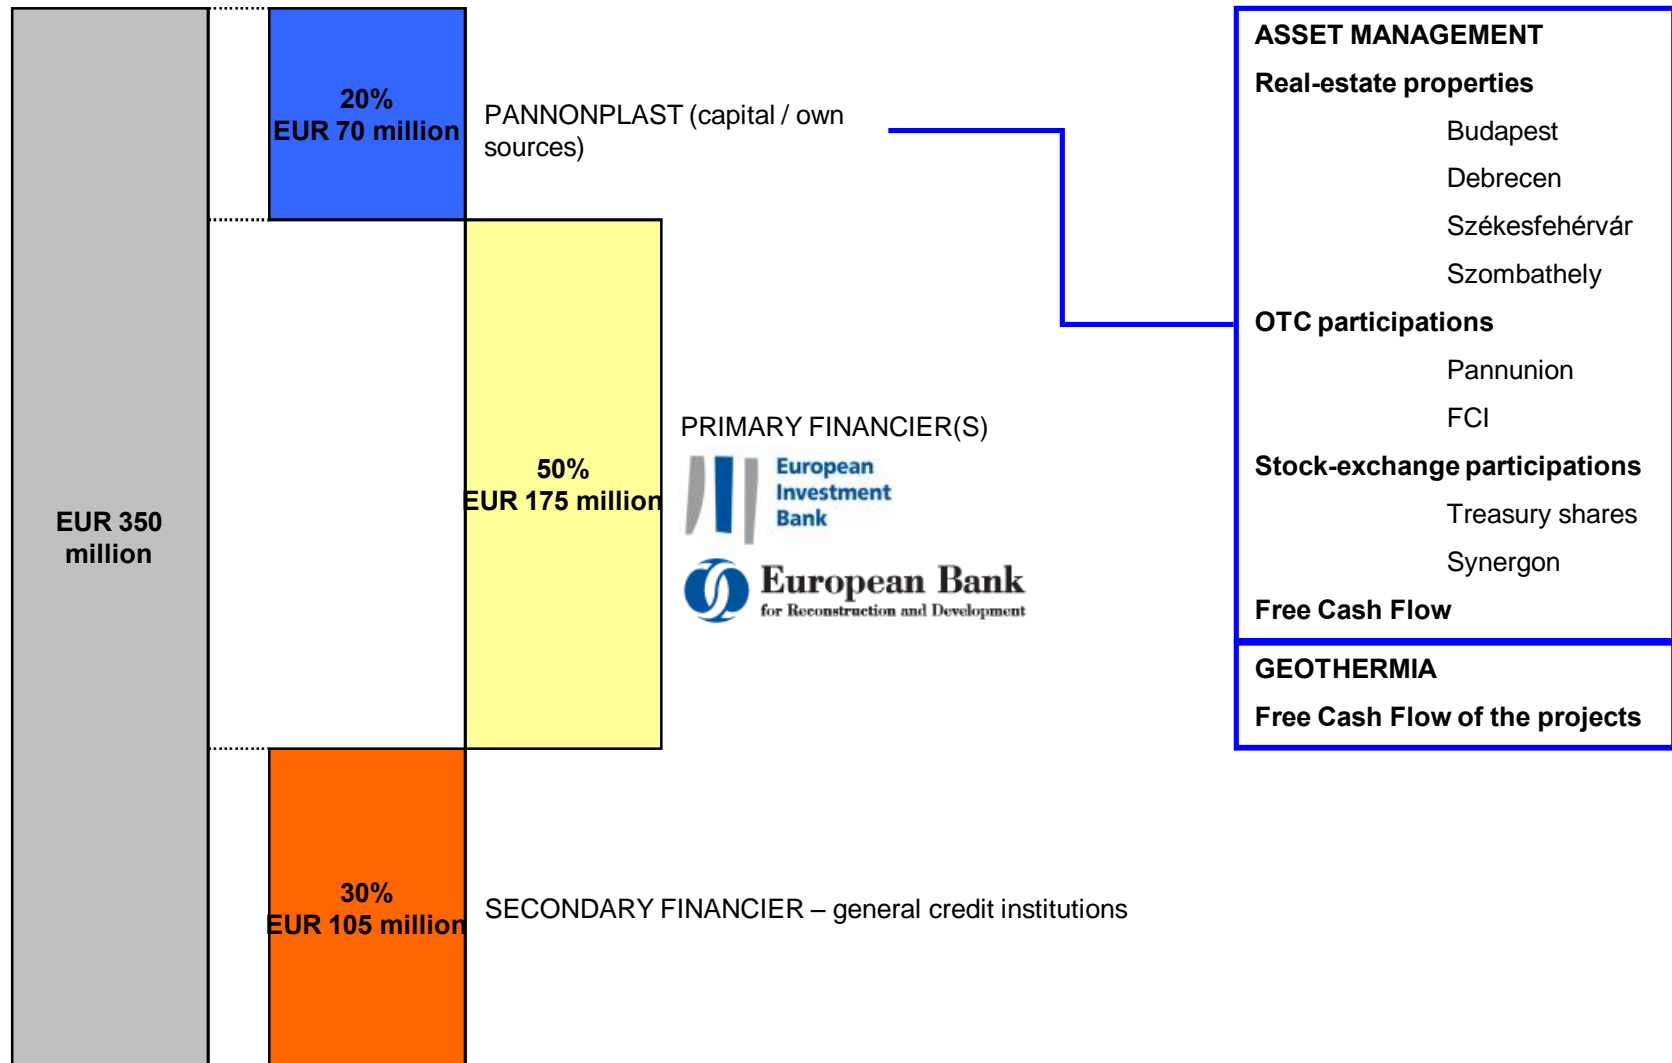 EUR 350
million
20%
EUR 70 million
PANNONPLAST (capital / own
sources)
50%
EUR 175 million
PRIMARY FINANCIER(S)
European
Investment
Bank
European Bank
for Reconstruction and Development
30%
EUR 105 million
SECONDARY FINANCIER – general credit institutions
ASSET MANAGEMENT
Real-estate properties
Budapest
Debrecen
Székesfehérvár
Szombathely
OTC participations
Pannunion
FCI
Stock-exchange participations
Treasury shares
Synergon
Free Cash Flow
GEOTHERMIA
Free Cash Flow of the projects